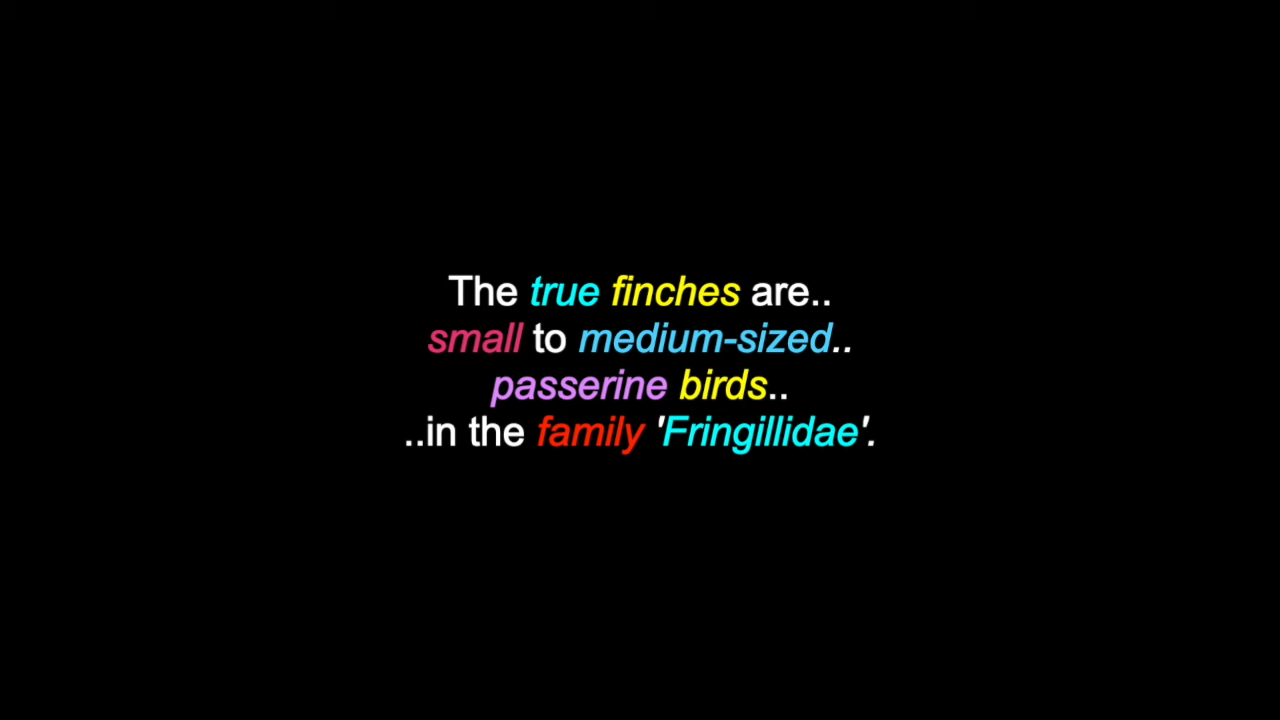 The true finches are..
small to medium-sized..
passerine birds..
..in the family 'Fringillidae'.